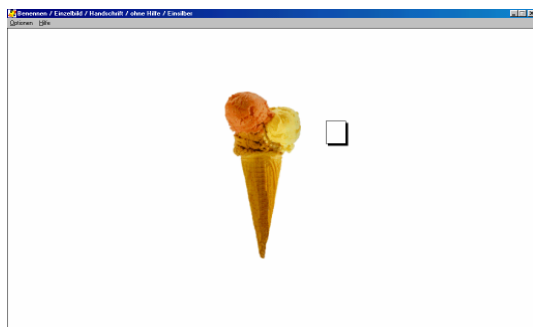 Benennen / Einzelbild / Handschrift / ohne Hilfe / Einsilber
Optionen Hilfe